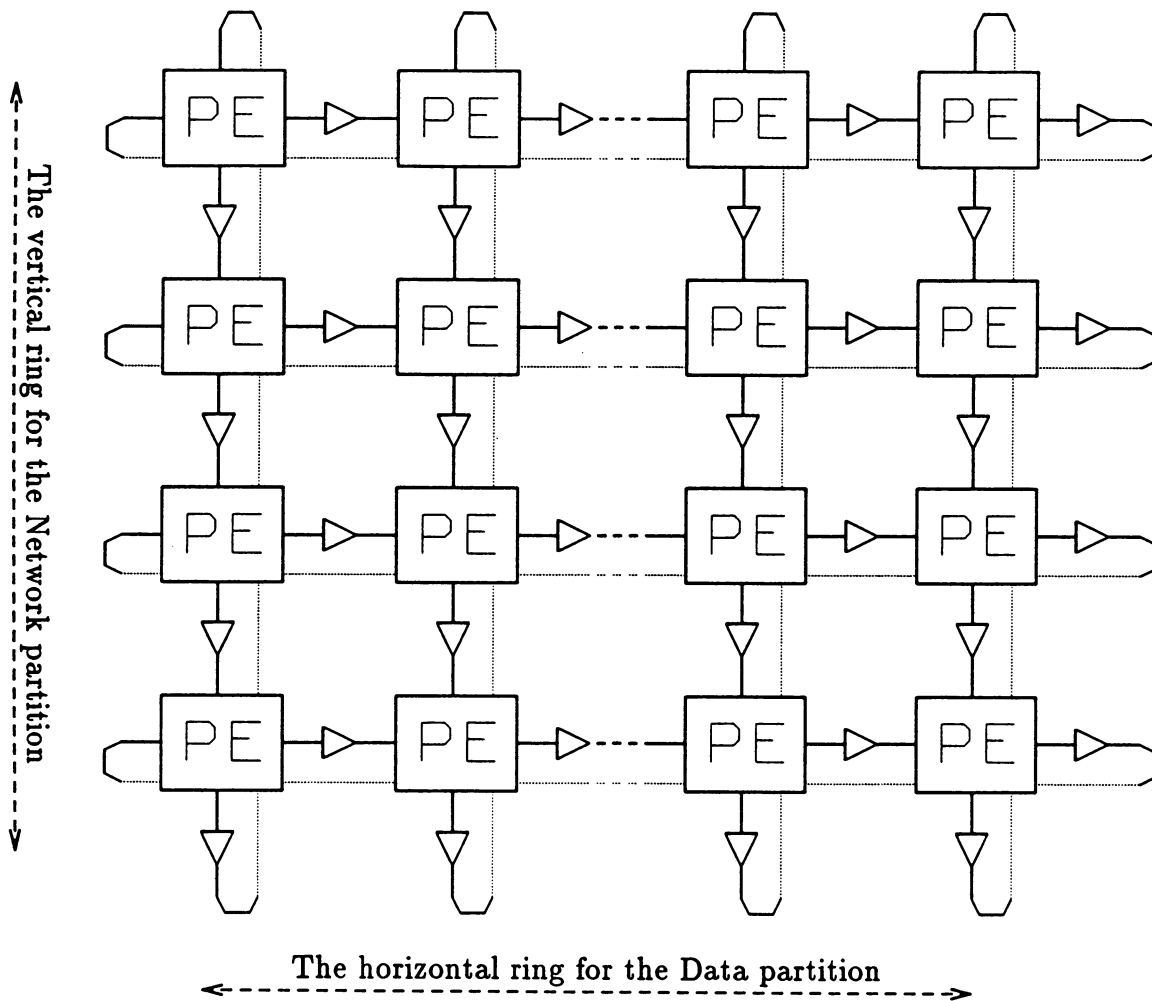 PE PE PE PE
The vertical ring for the Network partition
PE PE PE PE
PE PE PE PE
PE PE PE PE
The horizontal ring for the Data partition